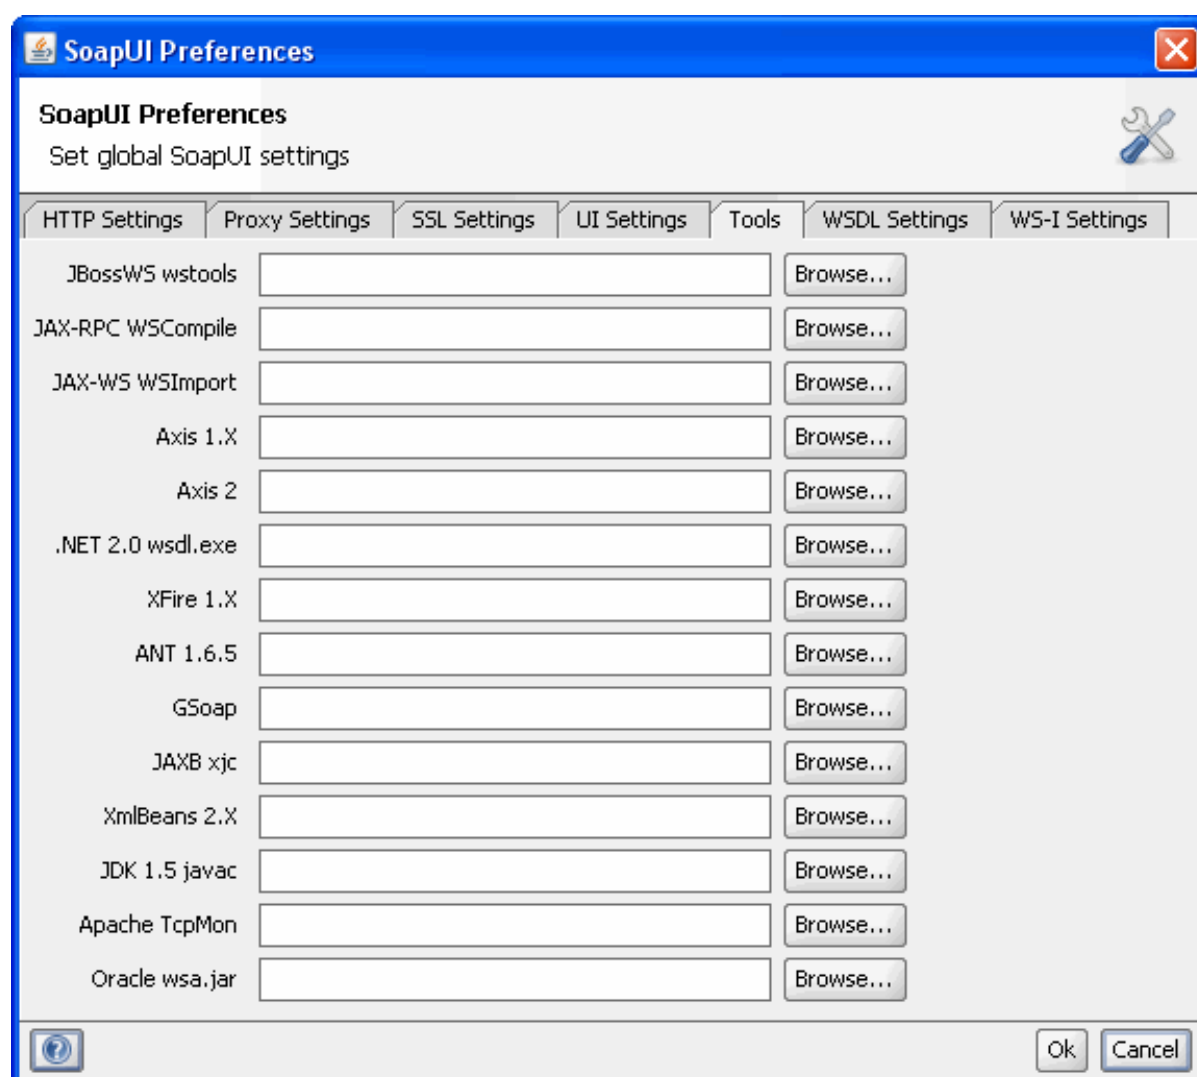 SoapUI Preferences
SoapUI Preferences
Set global SoapUI settings
HTTP Settings Proxy Settings SSL Settings UI Settings Tools WSDL Settings WS-I Settings
JBossWS wstools Browse...
JAX-RPC WSCompile Browse...
JAX-WS WSImport Browse...
Axis 1.X Browse...
Axis 2 Browse...
.NET 2.0 wsdl.exe Browse...
XFire 1.X Browse...
ANT 1.6.5 Browse...
GSoap Browse...
JAXB xjc Browse...
XmlBeans 2.X Browse...
JDK 1.5 javac Browse...
Apache TcpMon Browse...
Oracle wsa.jar Browse...
? Ok Cancel